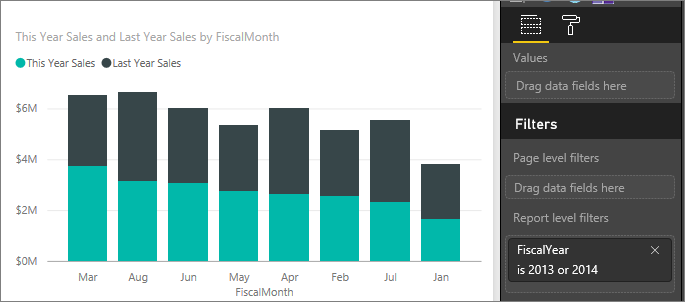 This Year Sales and Last Year Sales by FiscalMonth
This Year Sales Last Year Sales
$6M
$4M
$2M
$0M
Mar Aug Jun May Apr Feb Jul Jan
FiscalMonth
Values
Drag data fields here
Filters
Page level filters
Drag data fields here
Report level filters
FiscalYear
is 2013 or 2014